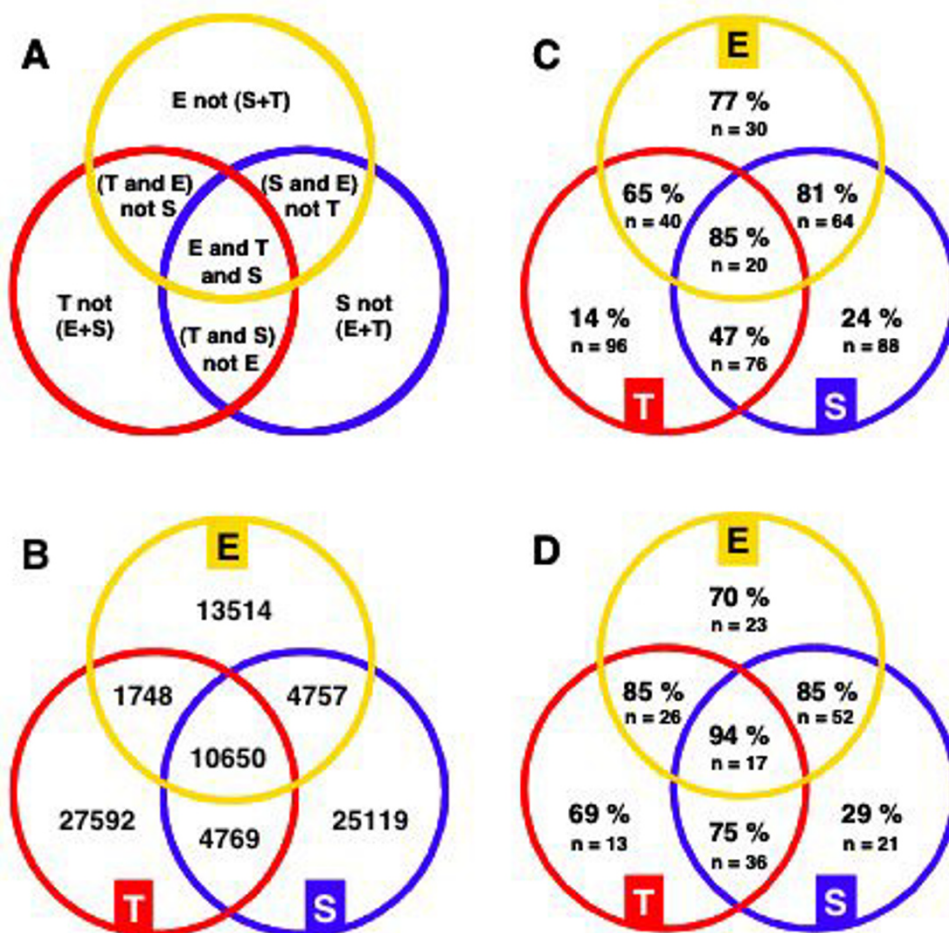 A
E not (S+T)
(T and E)
not S
(S and E)
not T
E and T
and S
T not
(E+S)
S not
(E+T)
(T and S)
not E
C
E
77 %
n = 30
65 %
n = 40
81 %
n = 64
85 %
n = 20
14 %
n = 96
24 %
n = 88
47 %
n = 76
T
S
B
E
13514
1748
4757
10650
27592
25119
4769
T
S
D
E
70 %
n = 23
85 %
n = 26
85 %
n = 52
94 %
n = 17
69 %
n = 13
29 %
n = 21
75 %
n = 36
T
S